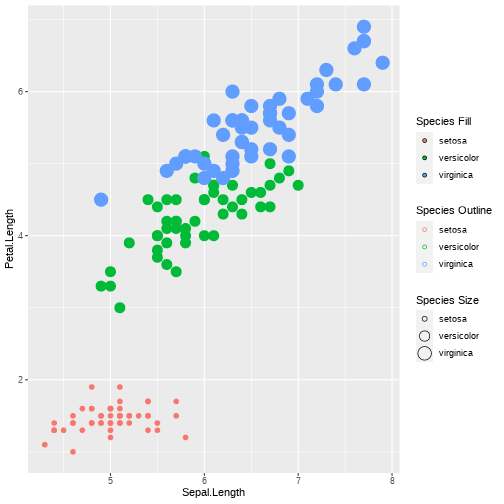 6
4
2
5
6
7
8
Sepal.Length
Petal.Length
Species Fill
setosa
versicolor
virginica
Species Outline
setosa
versicolor
virginica
Species Size
setosa
versicolor
virginica